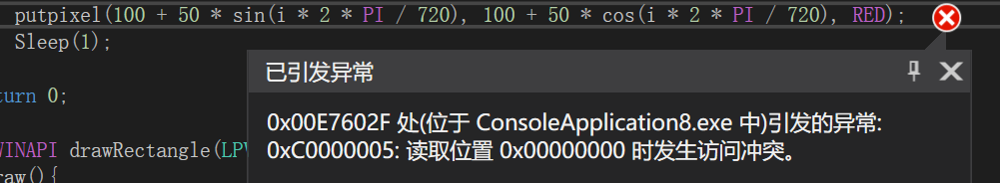 putpixel(100 + 50 * sin(i * 2 * PI / 720), 100 + 50 * cos(i * 2 * PI / 720), RED);
Sleep(1);
已引发异常
turn 0;
0x00E7602F 处(位于 ConsoleApplication8.exe 中)引发的异常:
WINAPI drawRectangle(LPV
0xC0000005: 读取位置 0x00000000 时发生访问冲突。
raw(){